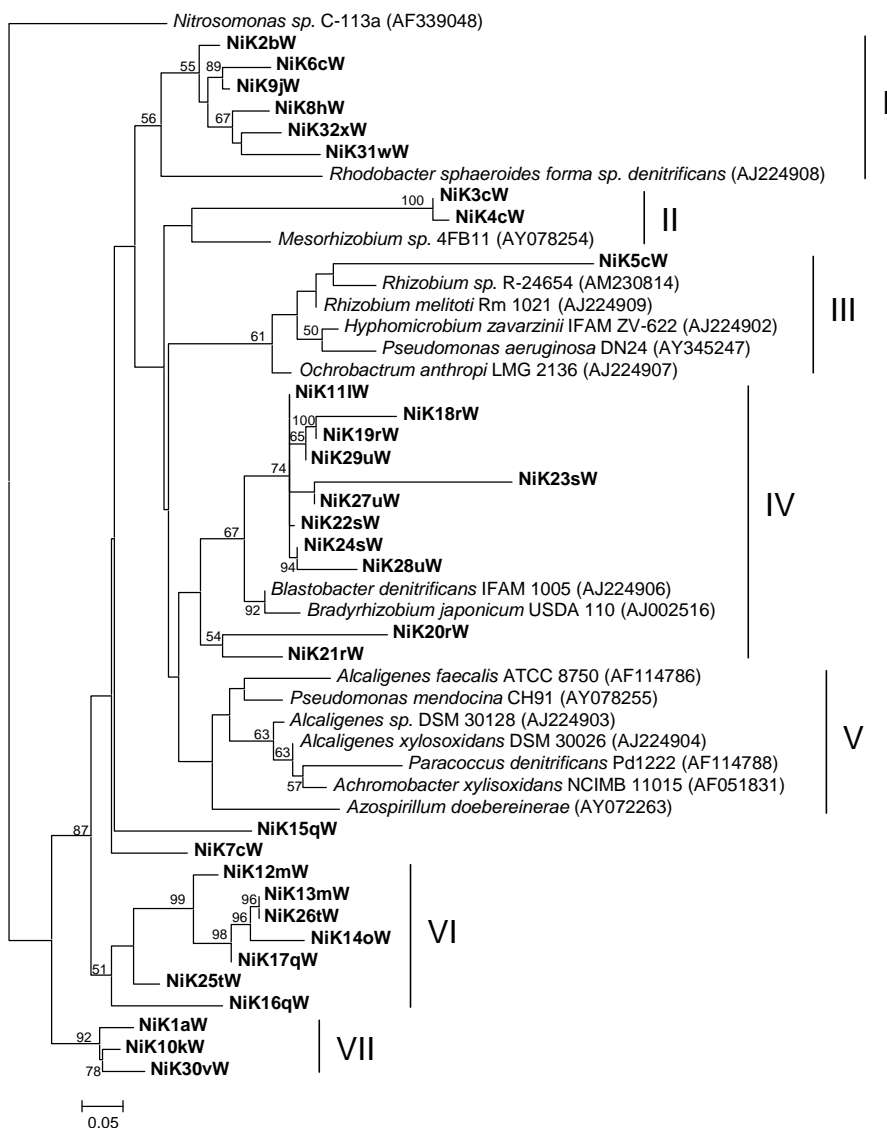 Nitrosomonas sp. C-113a (AF339048)
NiK2bW
55
89
NiK6cW
NiK9jW
I
NiK8hW
56
67
NiK32xW
NiK31wW
Rhodobacter sphaeroides forma sp. denitrificans (AJ224908)
NiK3cW
100
NiK4cW
II
Mesorhizobium sp. 4FB11 (AY078254)
NiK5cW
Rhizobium sp. R-24654 (AM230814)
Rhizobium melitoti Rm 1021 (AJ224909)
III
61
50
Hyphomicrobium zavarzinii IFAM ZV-622 (AJ224902)
Pseudomonas aeruginosa DN24 (AY345247)
Ochrobactrum anthropi LMG 2136 (AJ224907)
NiK11lW
100
NiK18rW
65
NiK19rW
NiK29uW
74
NiK23sW
NiK27uW
IV
NiK22sW
67
NiK24sW
94
NiK28uW
Blastobacter denitrificans IFAM 1005 (AJ224906)
92
Bradyrhizobium japonicum USDA 110 (AJ002516)
54
NiK20rW
NiK21rW
Alcaligenes faecalis ATCC 8750 (AF114786)
Pseudomonas mendocina CH91 (AY078255)
Alcaligenes sp. DSM 30128 (AJ224903)
63
V
Alcaligenes xylosoxidans DSM 30026 (AJ224904)
63
Paracoccus denitrificans Pd1222 (AF114788)
57
Achromobacter xylisoxidans NCIMB 11015 (AF051831)
Azospirillum doebereinerae (AY072263)
87
NiK15qW
NiK7cW
NiK12mW
99
96
NiK13mW
96
NiK26tW
98
NiK14oW
VI
NiK17qW
51
NiK25tW
NiK16qW
NiK1aW
92
NiK10kW
VII
78
NiK30vW
0.05